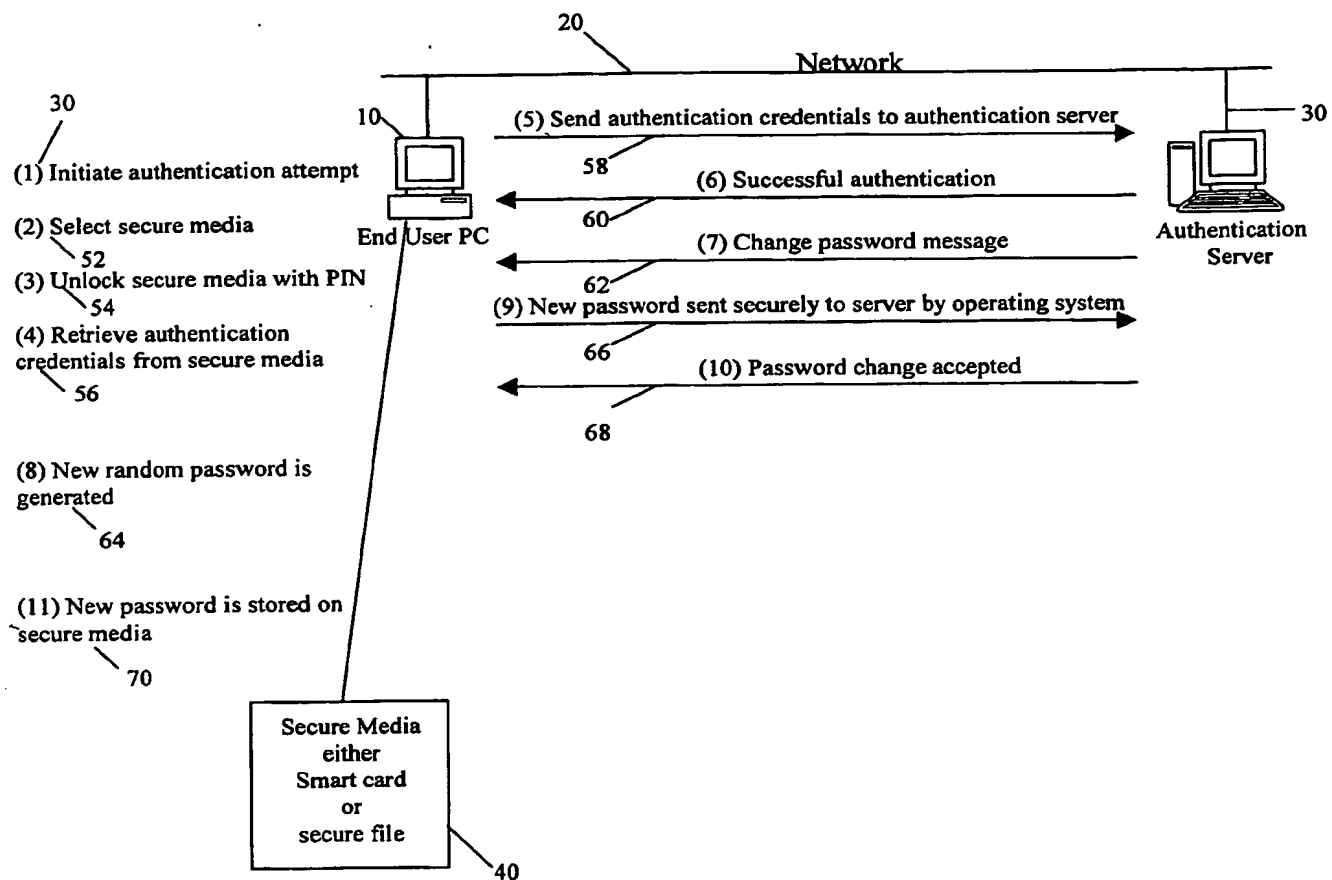 20
Network
30
10
(5) Send authentication credentials to authentication server
30
58
(1) Initiate authentication attempt
(6) Successful authentication
60
(2) Select secure media
52
End User PC
(7) Change password message
Authentication
Server
62
(3) Unlock secure media with PIN
54
(9) New password sent securely to server by operating system
(4) Retrieve authentication
credentials from secure media
66
56
(10) Password change accepted
68
(8) New random password is
generated
64
(11) New password is stored on
secure media
70
Secure Media
either
Smart card
or
secure file
40